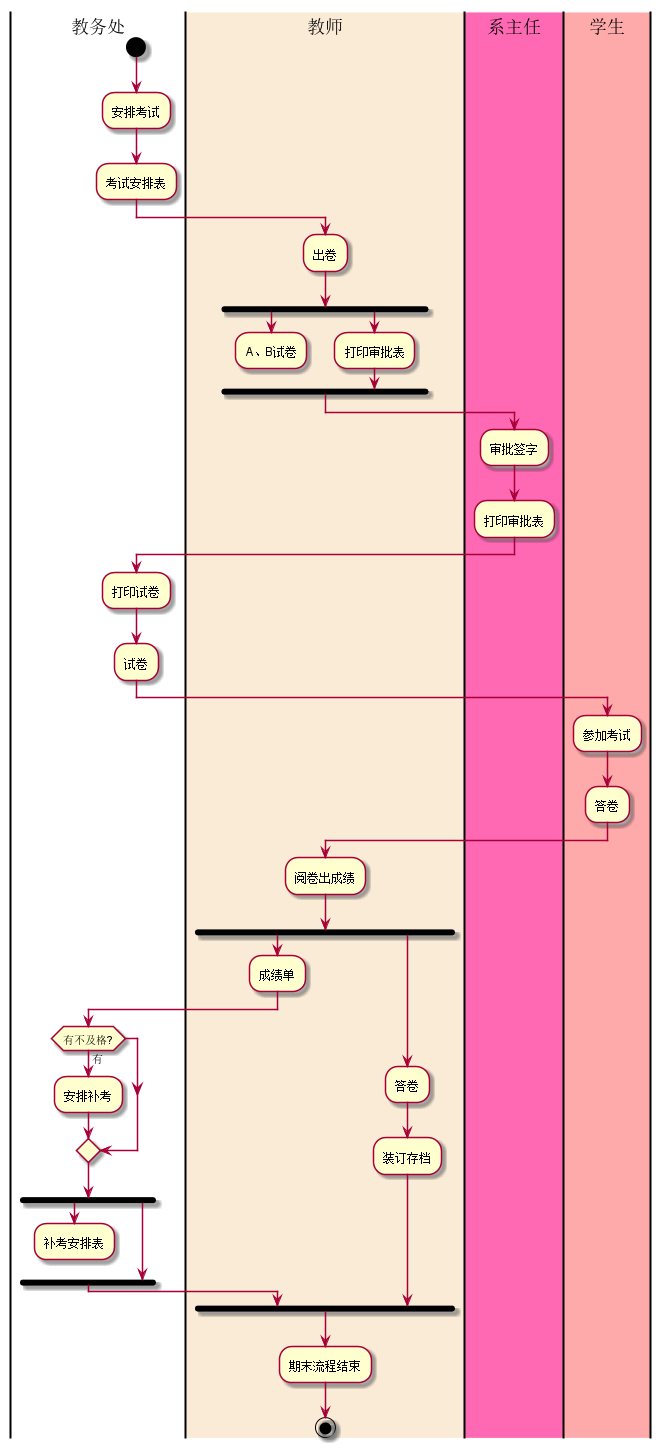 教务处
教师
系主任
学生
安排考试
考试安排表
出卷
A、B试卷
打印审批表
审批签字
打印审批表
打印试卷
试卷
参加考试
答卷
阅卷出成绩
成绩单
有不及格?
有
安排补考
答卷
装订存档
补考安排表
期末流程结束